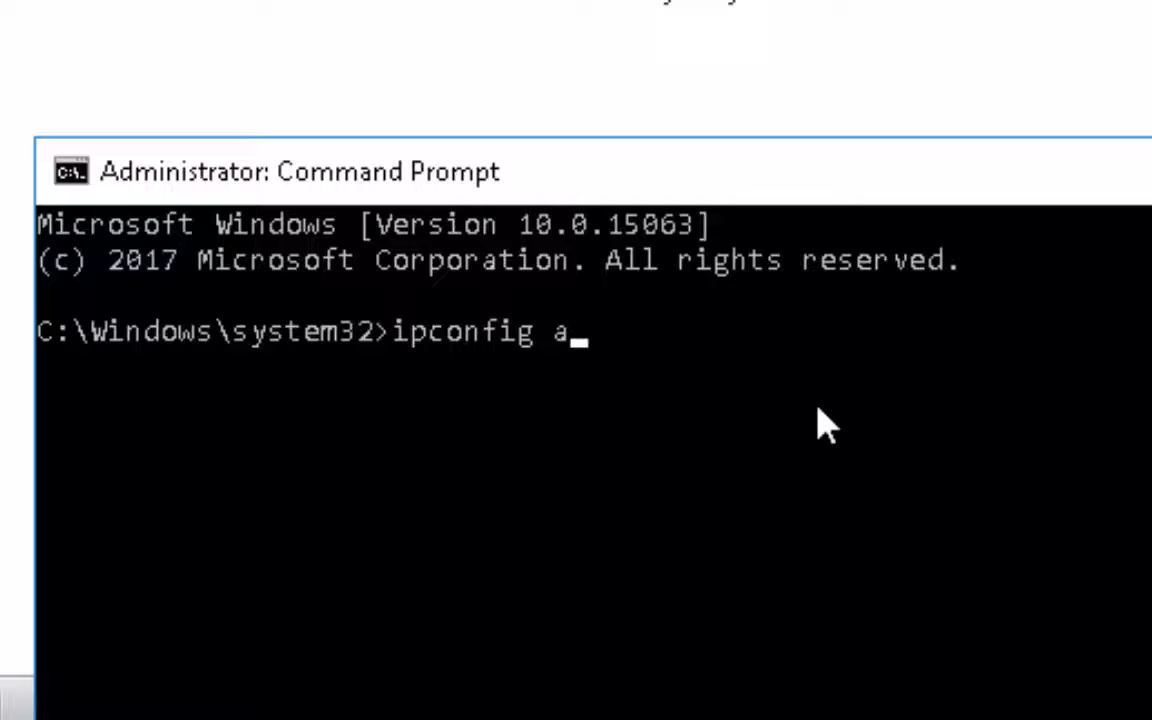 Administrator: Command Prompt
Microsoft Windows [Version 10.0.15063]
(c) 2017 Microsoft Corporation. All rights reserved.
C:\Windows\system32>ipconfig a